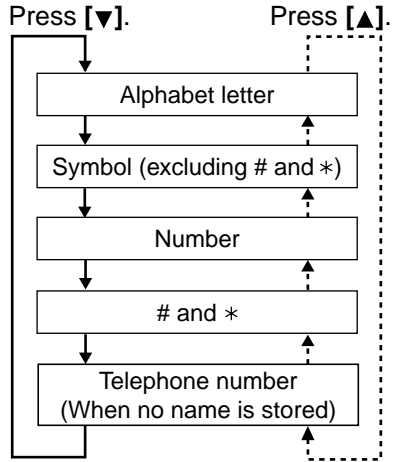 Press [▼]. Press [▲].
Alphabet letter
Symbol (excluding # and ✳)
Number
# and ✳
Telephone number
(When no name is stored)